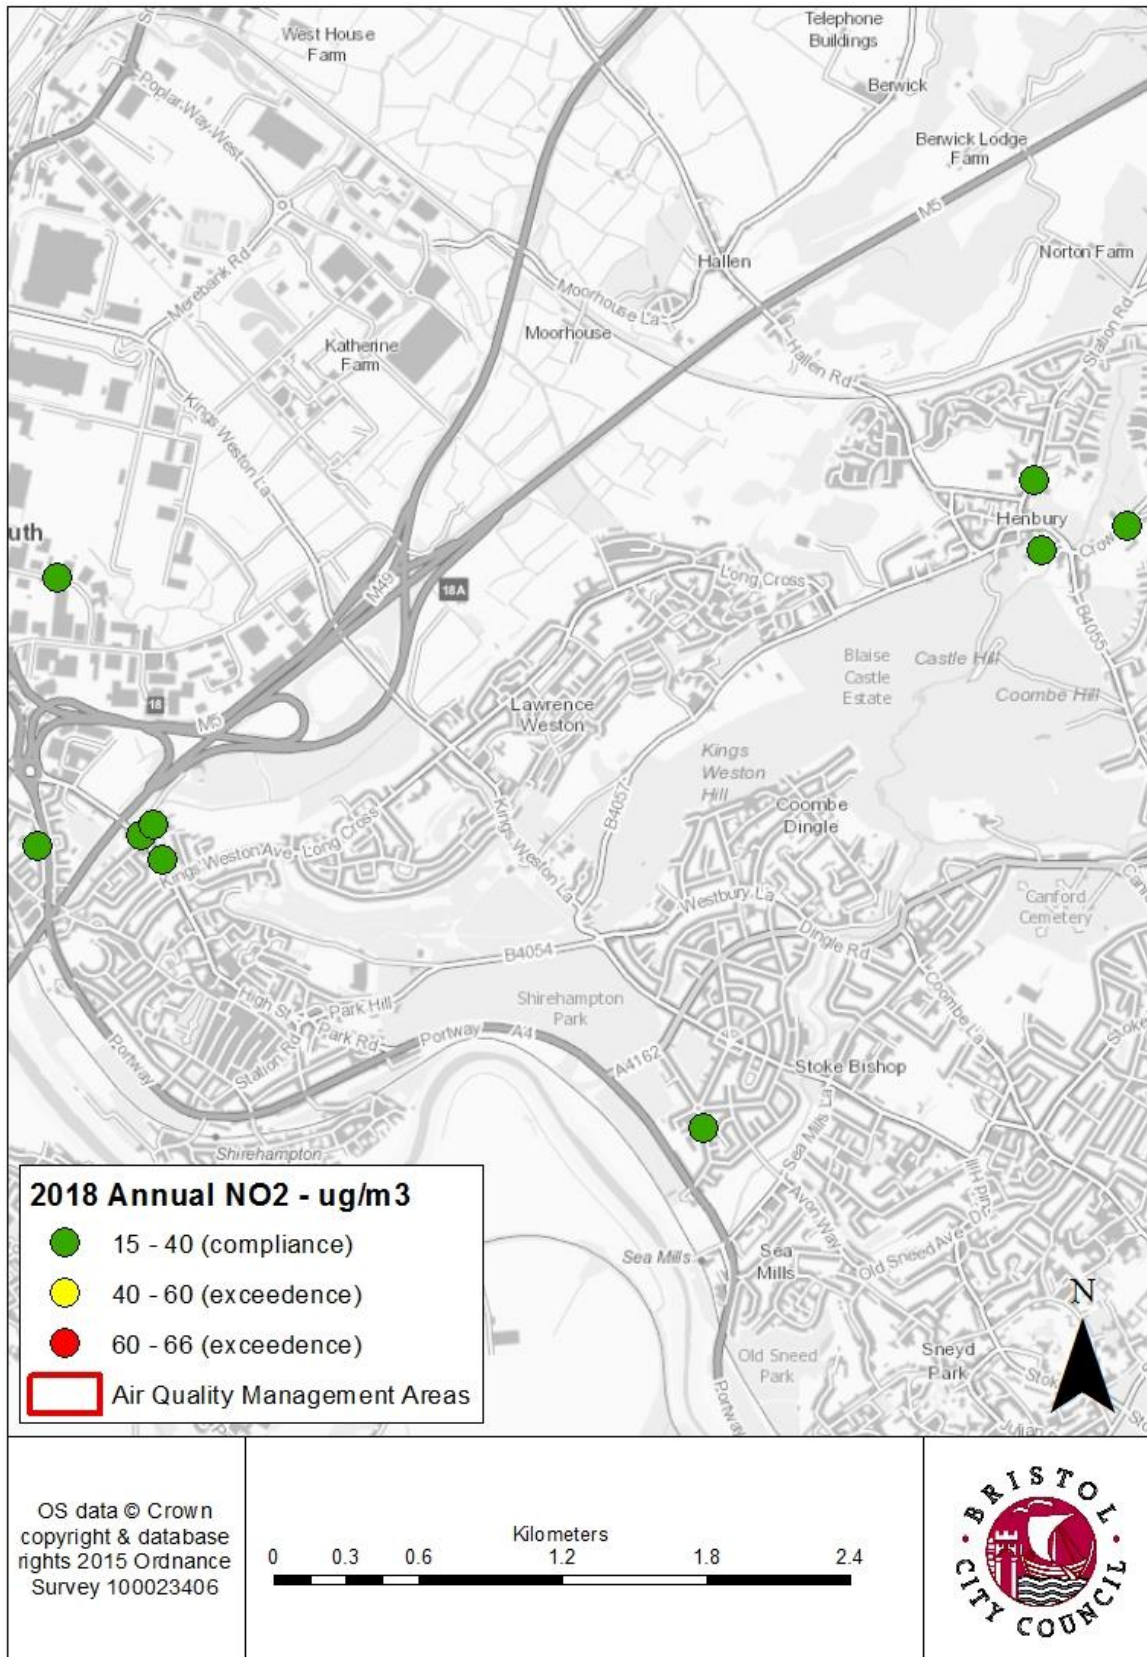 West House
Farm
Telephone
Buildings
Berwick
Poplar Way West
Berwick Lodge
Farm
M5
Merebank Rd
Hallen
Norton Farm
Moorhouse La
Moorhouse
Station Rd
Katherine
Farm
Hallen Rd
Kings Weston La
uth
Henbury
Crow
M49
18A
Long Cross
B4055
Blaise
Castle
Estate
Castle Hill
Coombe Hill
18
M5
Lawrence
Weston
Kings
Weston
Hill
B4057
Coombe
Dingle
Kings Weston Ave
Long Cross
Kings Weston La
Westbury La
Canford
Cemetery
Dingle Rd
B4054
High St
Park Hill
Shirehampton
Park
Coombe La
Stok
Portway
Station Rd
Park Rd
Portway
A4
A4162
Stoke Bishop
Shirehampton
Sea Mills La
Avon Way
Old Sneed Ave
Sea Mills
Sea
Mills
Old Sneed
Park
Sneyd
Park
Portway
Stok
Julian
N
2018 Annual NO2 - ug/m3
15 - 40 (compliance)
40 - 60 (exceedence)
60 - 66 (exceedence)
Air Quality Management Areas
OS data © Crown
copyright & database
rights 2015 Ordnance
Survey 100023406
Kilometers
0 0.3 0.6 1.2 1.8 2.4
BRISTOL
CITY COUNCIL